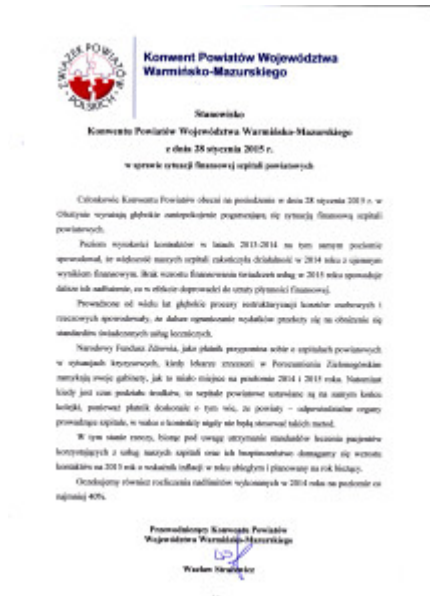 ZWIĄZEK POWIATÓW POLSKICH
Konwent Powiatów Województwa
Warmińsko-Mazurskiego
Stanowisko
Konwentu Powiatów Województwa Warmińsko-Mazurskiego
z dnia 28 stycznia 2015 r.
w sprawie sytuacji finansowej szpitali powiatowych
Członkowie Konwentu Powiatów obecni na posiedzeniu w dniu 28 stycznia 2015 r. w
Olsztynie wyrażają głębokie zaniepokojenie pogarszającą się sytuacją finansową szpitali
powiatowych.
Poziom wysokości kontraktów w latach 2013-2014 na tym samym poziomie
spowodował, że większość naszych szpitali zakończyła działalność w 2014 roku z ujemnym
wynikiem finansowym. Brak wzrostu finansowania świadczeń usług w 2015 roku spowoduje
dalsze ich zadłużenie, co w efekcie doprowadzi do utraty płynności finansowej.
Prowadzone od wielu lat głębokie procesy restrukturyzacji kosztów osobowych i
rzeczowych spowodowały, że dalsze ograniczanie wydatków przełoży się na obniżenie się
standardów świadczonych usług leczniczych.
Narodowy Fundusz Zdrowia, jako płatnik przypomina sobie o szpitalach powiatowych
w sytuacjach kryzysowych, kiedy lekarze zrzeszeni w Porozumieniu Zielonogórskim
zamykają swoje gabinety, jak to miało miejsce na przełomie 2014 i 2015 roku. Natomiast
kiedy jest czas podziału środków, to szpitale powiatowe ustawiane są na samym końcu
kolejki, ponieważ płatnik doskonale o tym wie, że powiaty – odpowiedzialne organy
prowadzące szpitale, w walce o kontrakty nigdy nie będą stosować takich metod.
W tym stanie rzeczy, biorąc pod uwagę utrzymanie standardów leczenia pacjentów
korzystających z usług naszych szpitali oraz ich bezpieczeństwo domagamy się wzrostu
kontraktów na 2015 rok o wskaźnik inflacji w roku ubiegłym i planowany na rok bieżący.
Oczekujemy również rozliczenia nadlimitów wykonanych w 2014 roku na poziomie co
najmniej 40%.
Przewodniczący Konwentu Powiatów
Województwa Warmińsko-Mazurskiego
Wacław Strażewicz